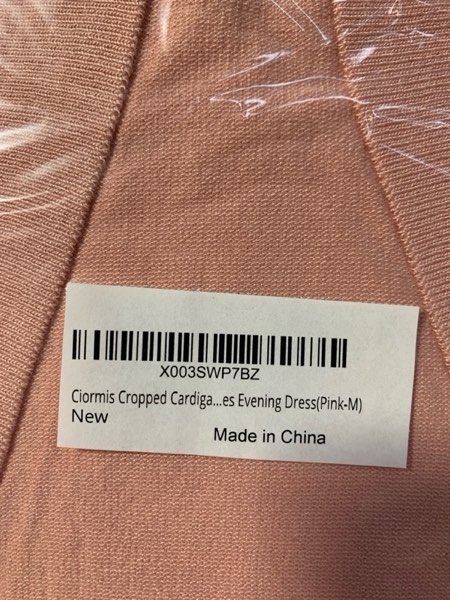 X003SWP7BZ
Ciormis Cropped Cardiga...es Evening Dress(Pink-M)
New
Made in China